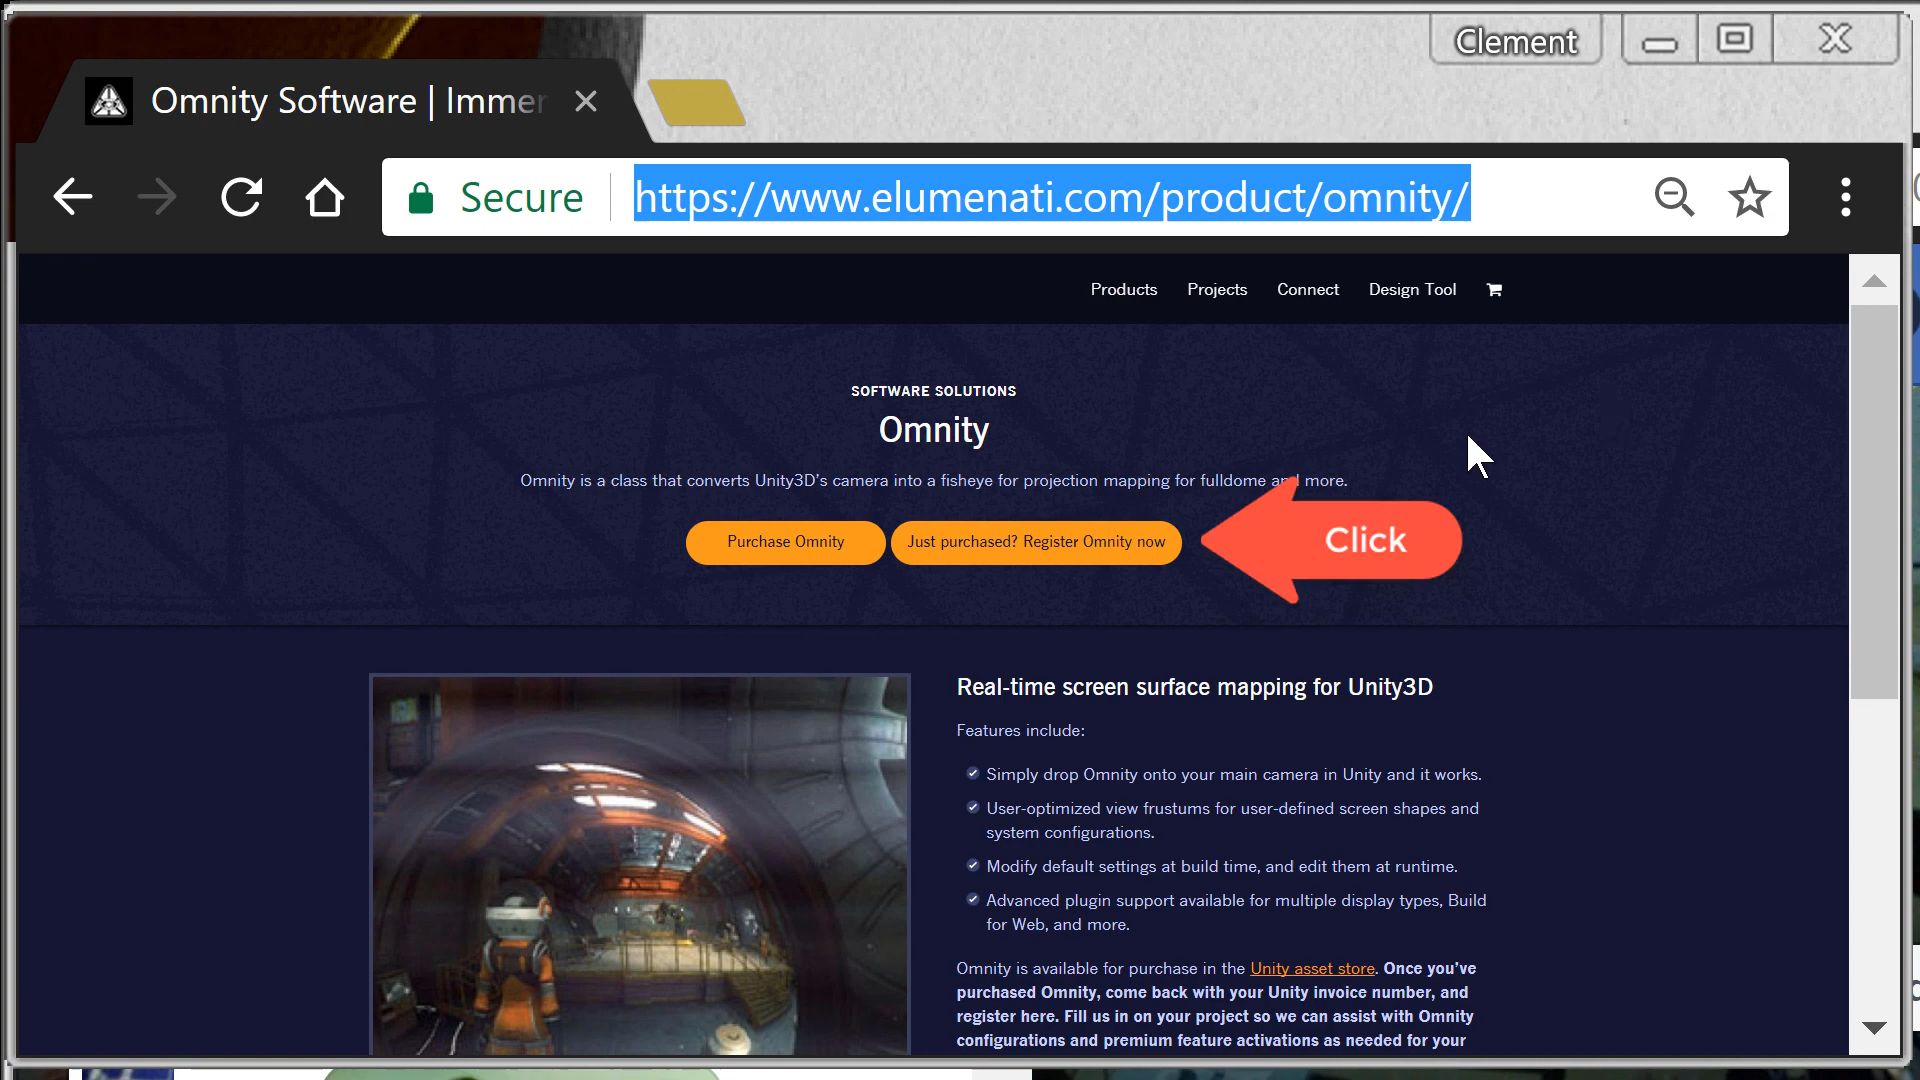 Clement
Omnity Software | Immer
Secure
https://www.elumenati.com/product/omnity/
Products Projects Connect Design Tool
SOFTWARE SOLUTIONS
Omnity
Omnity is a class that converts Unity3D's camera into a fisheye for projection mapping for fulldome and more.
Purchase Omnity Just purchased? Register Omnity now
Click
Real-time screen surface mapping for Unity3D
Features include:
Simply drop Omnity onto your main camera in Unity and it works.
User-optimized view frustums for user-defined screen shapes and
system configurations.
Modify default settings at build time, and edit them at runtime.
Advanced plugin support available for multiple display types, Build
for Web, and more.
Omnity is available for purchase in the Unity asset store. Once you've
purchased Omnity, come back with your Unity invoice number, and
register here. Fill us in on your project so we can assist with Omnity
configurations and premium feature activations as needed for your